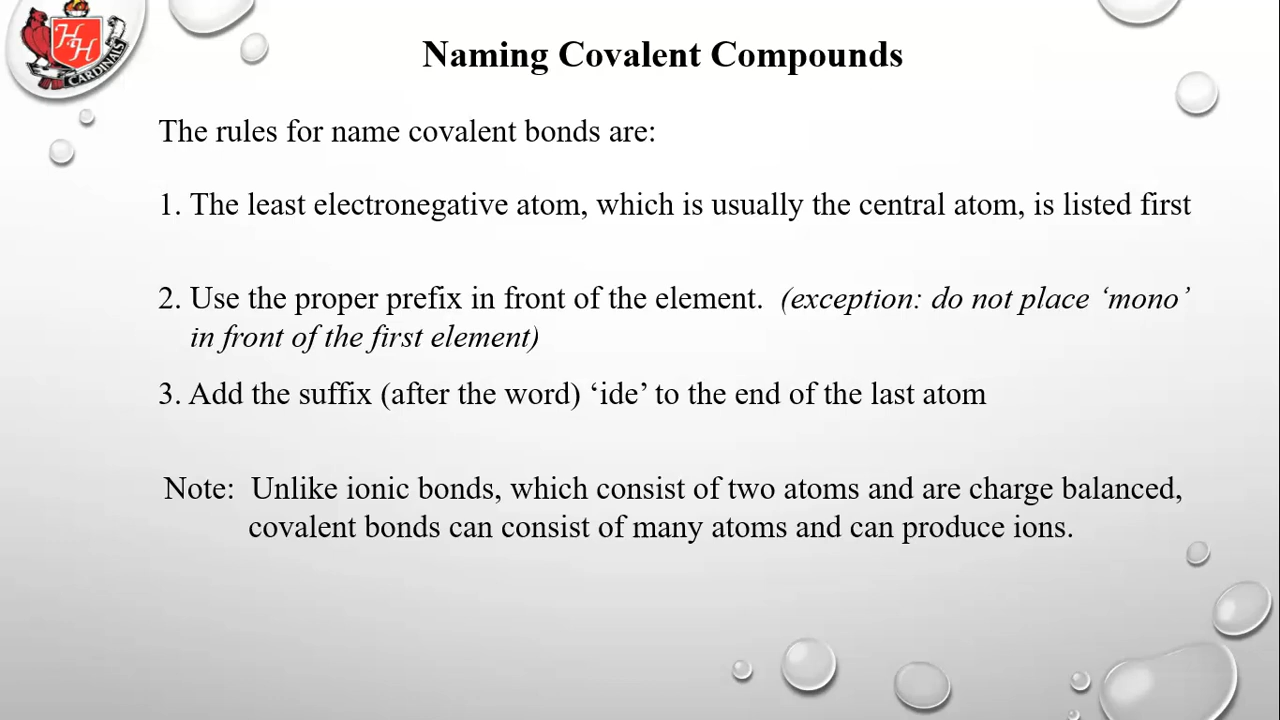 HH
CARDINALS
Naming Covalent Compounds
The rules for name covalent bonds are:
1. The least electronegative atom, which is usually the central atom, is listed first
2. Use the proper prefix in front of the element. (exception: do not place ‘mono’
in front of the first element)
3. Add the suffix (after the word) ‘ide’ to the end of the last atom
Note: Unlike ionic bonds, which consist of two atoms and are charge balanced,
covalent bonds can consist of many atoms and can produce ions.